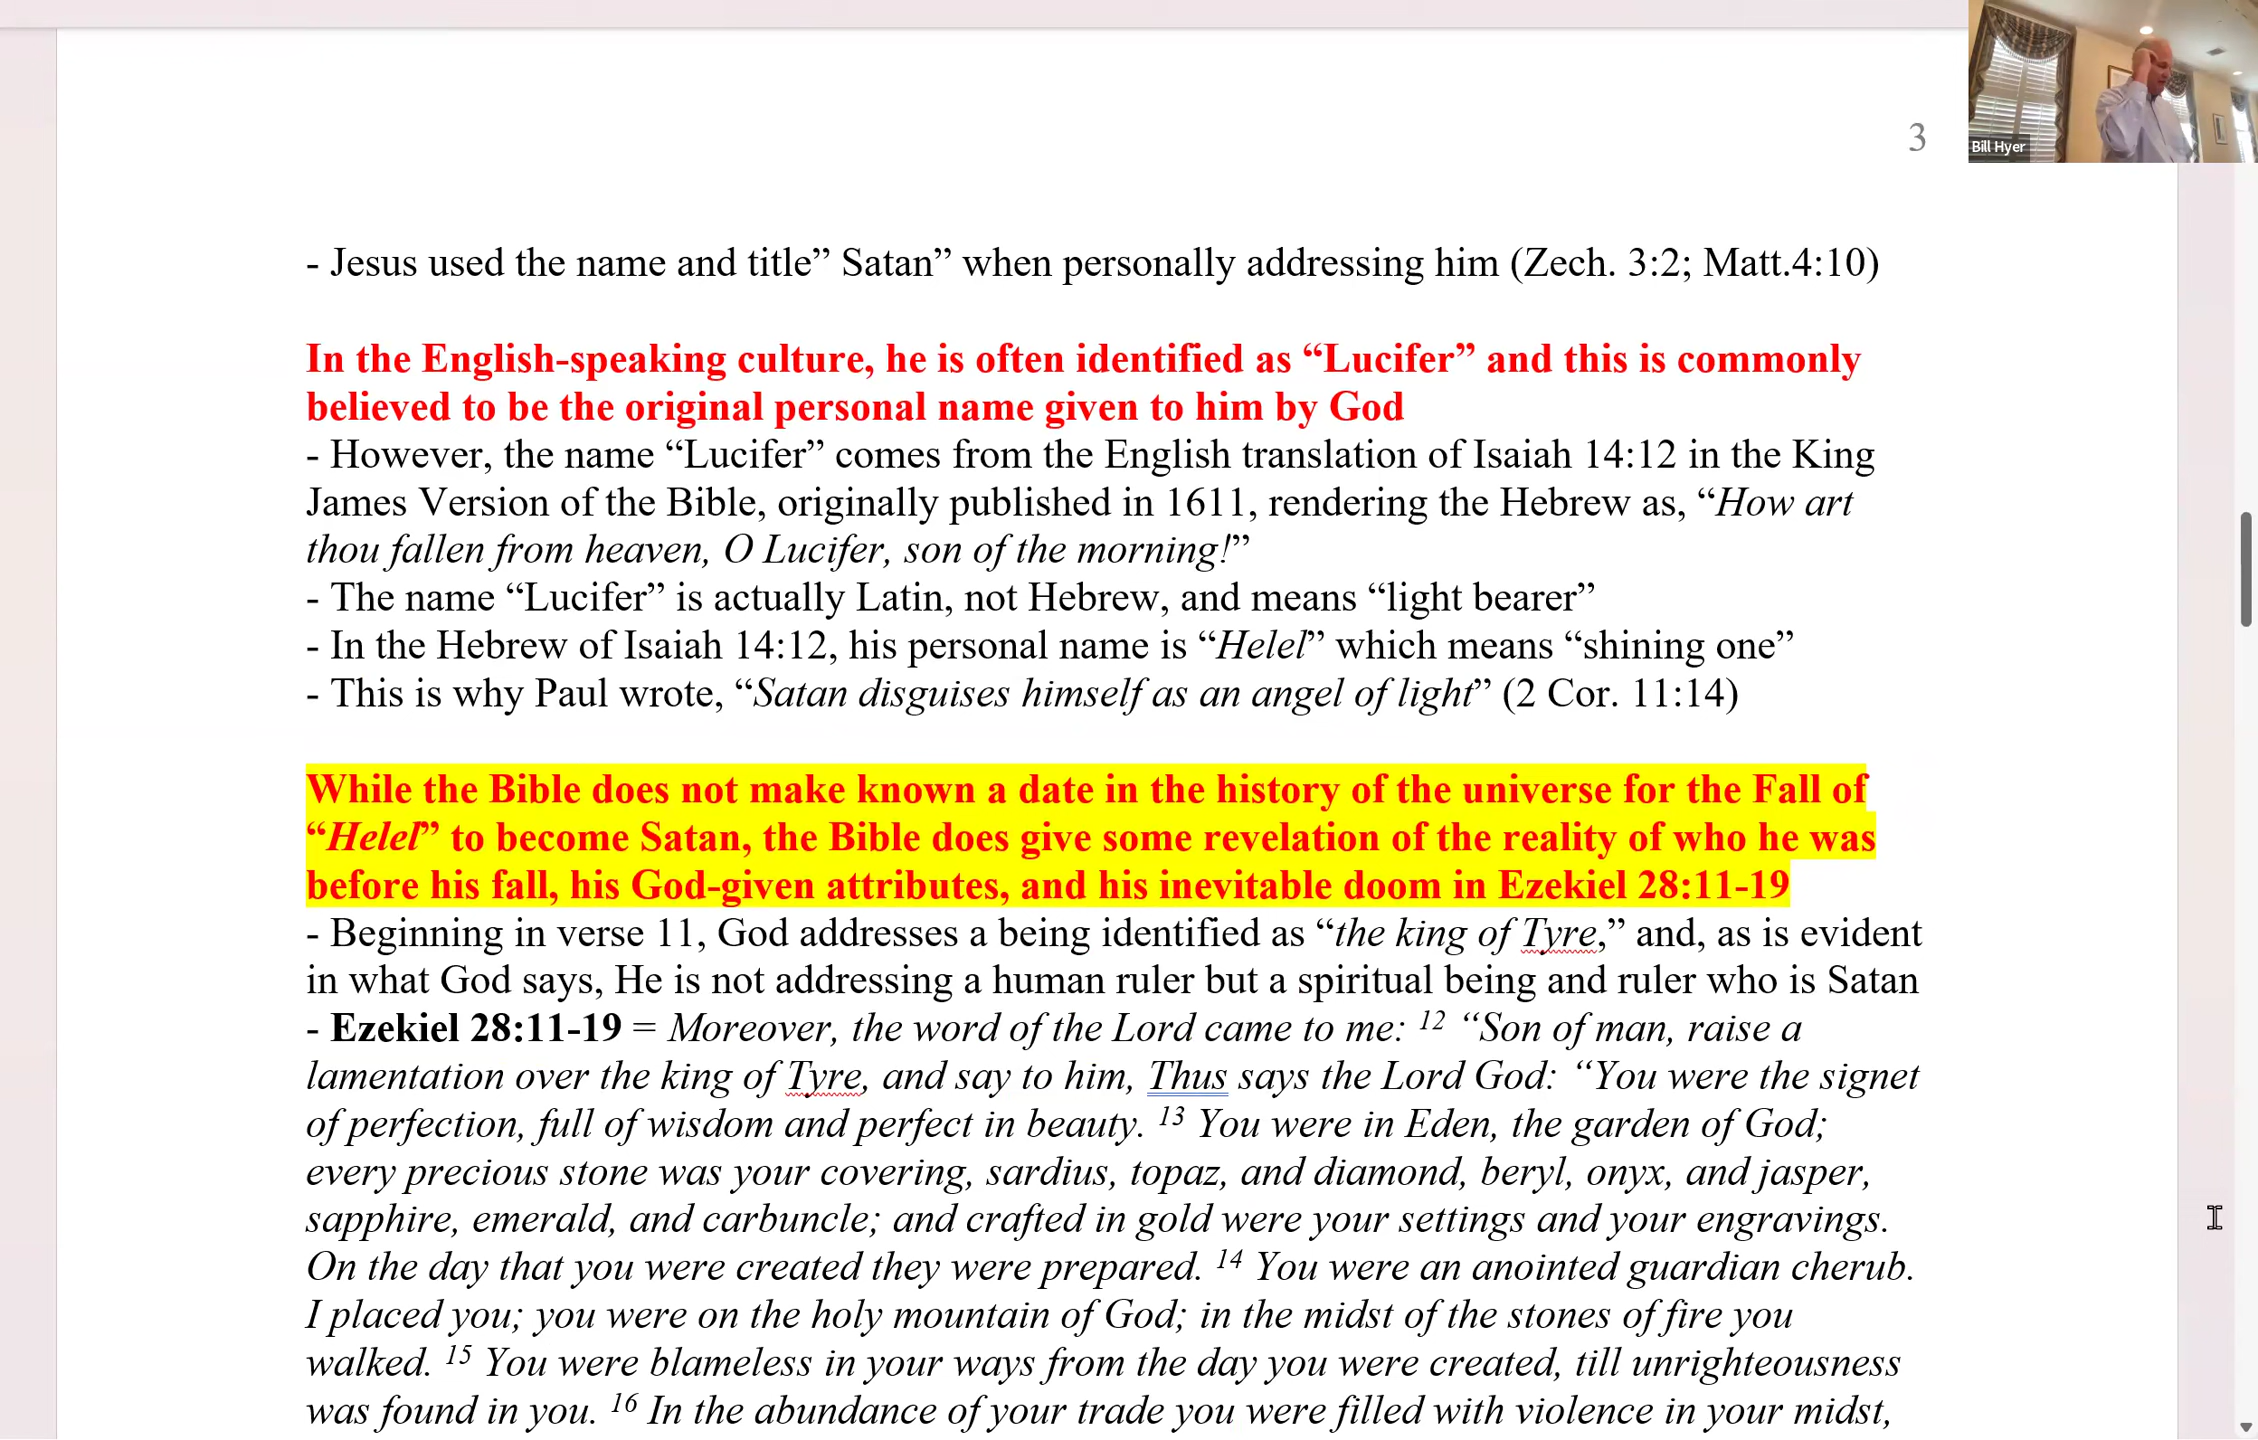 Bill Hyer
3
- Jesus used the name and title” Satan” when personally addressing him (Zech. 3:2; Matt.4:10)
In the English-speaking culture, he is often identified as “Lucifer” and this is commonly
believed to be the original personal name given to him by God
- However, the name “Lucifer” comes from the English translation of Isaiah 14:12 in the King
James Version of the Bible, originally published in 1611, rendering the Hebrew as, “How art
thou fallen from heaven, O Lucifer, son of the morning!”
- The name “Lucifer” is actually Latin, not Hebrew, and means “light bearer”
- In the Hebrew of Isaiah 14:12, his personal name is “Helel” which means “shining one”
- This is why Paul wrote, “Satan disguises himself as an angel of light” (2 Cor. 11:14)
While the Bible does not make known a date in the history of the universe for the Fall of
“Helel” to become Satan, the Bible does give some revelation of the reality of who he was
before his fall, his God-given attributes, and his inevitable doom in Ezekiel 28:11-19
- Beginning in verse 11, God addresses a being identified as “the king of Tyre,” and, as is evident
in what God says, He is not addressing a human ruler but a spiritual being and ruler who is Satan
- Ezekiel 28:11-19 = Moreover, the word of the Lord came to me: 12 “Son of man, raise a
lamentation over the king of Tyre, and say to him, Thus says the Lord God: “You were the signet
of perfection, full of wisdom and perfect in beauty. 13 You were in Eden, the garden of God;
every precious stone was your covering, sardius, topaz, and diamond, beryl, onyx, and jasper,
sapphire, emerald, and carbuncle; and crafted in gold were your settings and your engravings.
On the day that you were created they were prepared. 14 You were an anointed guardian cherub.
I placed you; you were on the holy mountain of God; in the midst of the stones of fire you
walked. 15 You were blameless in your ways from the day you were created, till unrighteousness
was found in you. 16 In the abundance of your trade you were filled with violence in your midst,